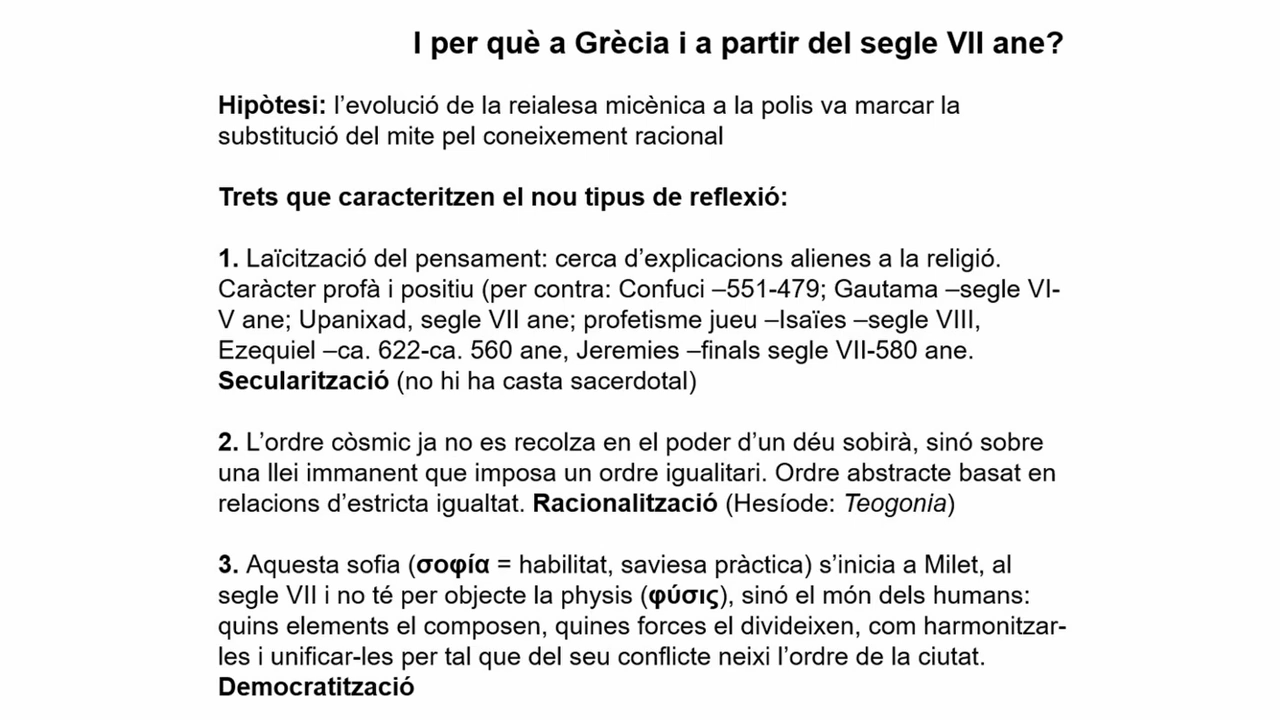 I per què a Grècia i a partir del segle VII ane?
Hipòtesi: l’evolució de la reialesa micènica a la polis va marcar la
substitució del mite pel coneixement racional
Trets que caracteritzen el nou tipus de reflexió:
1. Laïcització del pensament: cerca d’explicacions alienes a la religió.
Caràcter profà i positiu (per contra: Confuci –551-479; Gautama –segle VI-
V ane; Upanixad, segle VII ane; profetisme jueu –Isaïes –segle VIII,
Ezequiel –ca. 622-ca. 560 ane, Jeremies –finals segle VII-580 ane.
Secularització (no hi ha casta sacerdotal)
2. L’ordre còsmic ja no es recolza en el poder d’un déu sobirà, sinó sobre
una llei immanent que imposa un ordre igualitari. Ordre abstracte basat en
relacions d’estricta igualtat. Racionalització (Hesíode: Teogonia)
3. Aquesta sofia (σοφία = habilitat, saviesa pràctica) s’inicia a Milet, al
segle VII i no té per objecte la physis (φύσις), sinó el món dels humans:
quins elements el composen, quines forces el divideixen, com harmonitzar-
les i unificar-les per tal que del seu conflicte neixi l’ordre de la ciutat.
Democratització